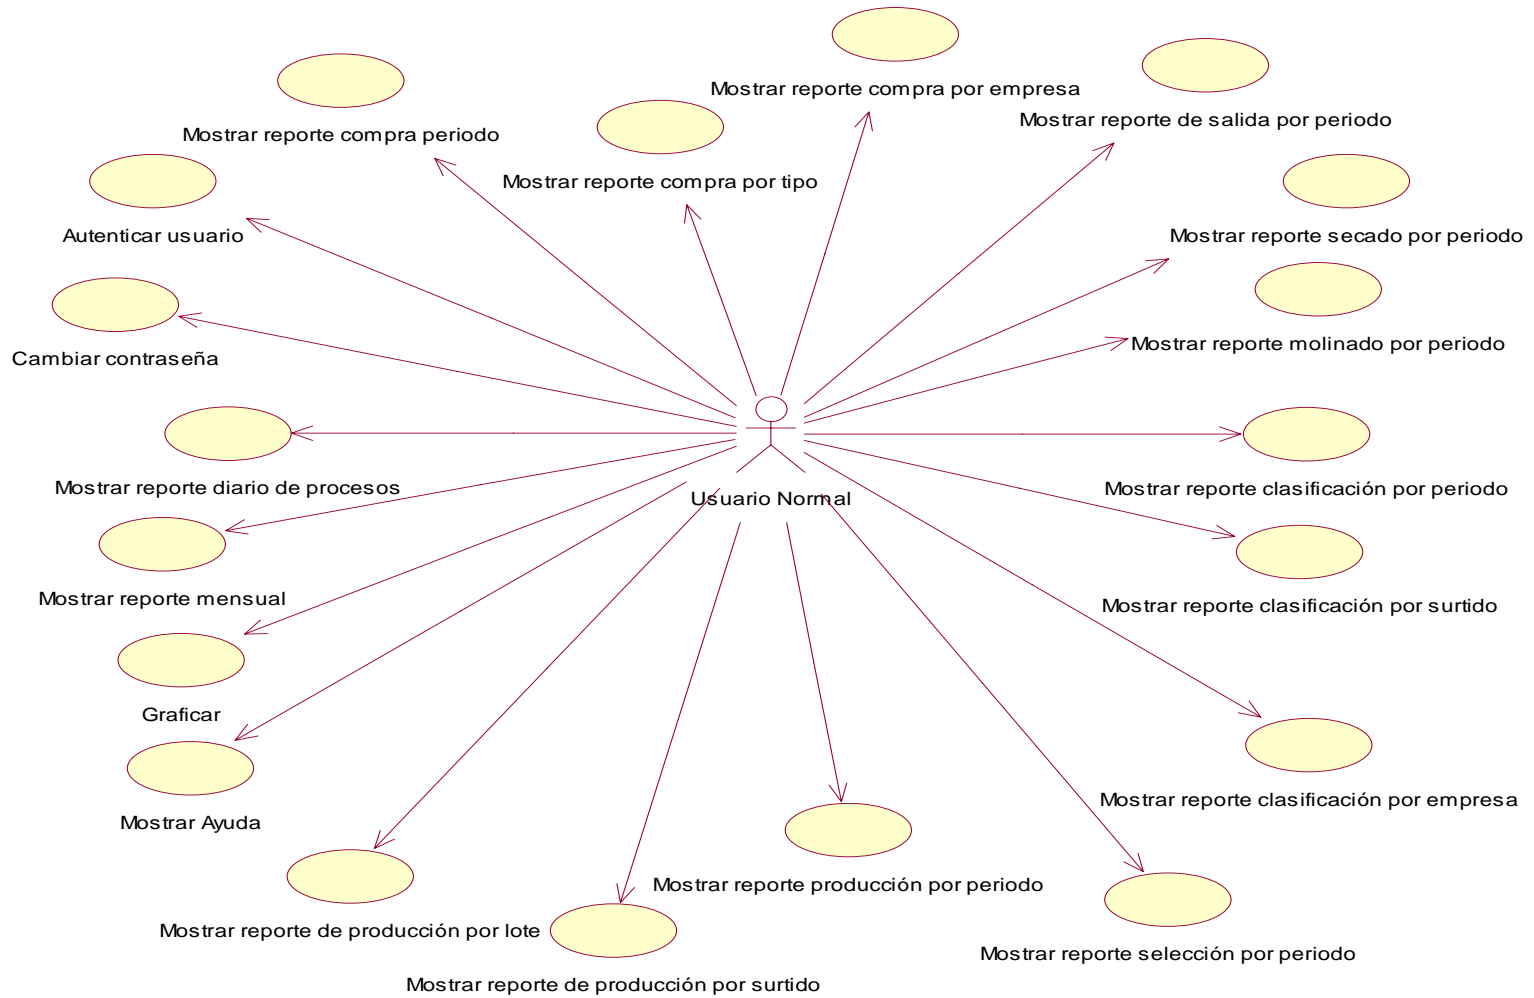 Mostrar reporte compra por empresa
Mostrar reporte de salida por periodo
Mostrar reporte compra periodo
Mostrar reporte compra por tipo
Autenticar usuario
Mostrar reporte secado por periodo
Mostrar reporte molinado por periodo
Cambiar contraseña
Mostrar reporte diario de procesos
Usuario Normal
Mostrar reporte clasificación por periodo
Mostrar reporte mensual
Mostrar reporte clasificación por surtido
Graficar
Mostrar reporte clasificación por empresa
Mostrar Ayuda
Mostrar reporte producción por periodo
Mostrar reporte de producción por lote
Mostrar reporte selección por periodo
Mostrar reporte de producción por surtido